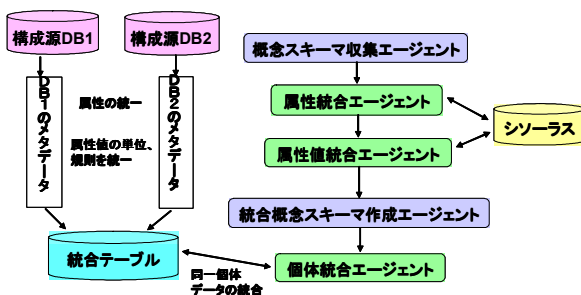 構成源DB1
構成源DB2
DB1のメタデータ
属性の統一
属性値の単位、
規則を統一
DB2のメタデータ
統合テーブル
同一個体
データの統合
概念スキーマ収集エージェント
属性統合エージェント
シソーラス
属性値統合エージェント
統合概念スキーマ作成エージェント
個体統合エージェント